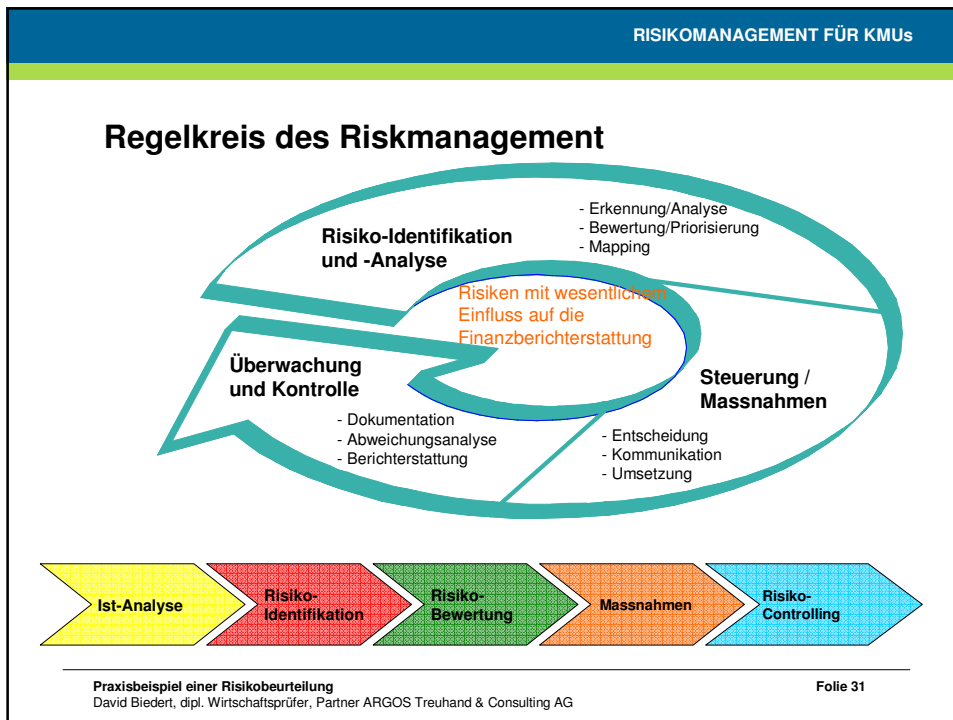 RISIKOMANAGEMENT FÜR KMUs
Regelkreis des Riskmanagement
Risiko-Identifikation
und -Analyse
- Erkennung/Analyse
- Bewertung/Priorisierung
- Mapping
Risiken mit wesentlichem
Einfluss auf die
Finanzberichterstattung
Überwachung
und Kontrolle
- Dokumentation
- Abweichungsanalyse
- Berichterstattung
Steuerung /
Massnahmen
- Entscheidung
- Kommunikation
- Umsetzung
Ist-Analyse
Risiko-
Identifikation
Risiko-
Bewertung
Massnahmen
Risiko-
Controlling
Praxisbeispiel einer Risikobeurteilung
David Biedert, dipl. Wirtschaftsprüfer, Partner ARGOS Treuhand & Consulting AG
Folie 31